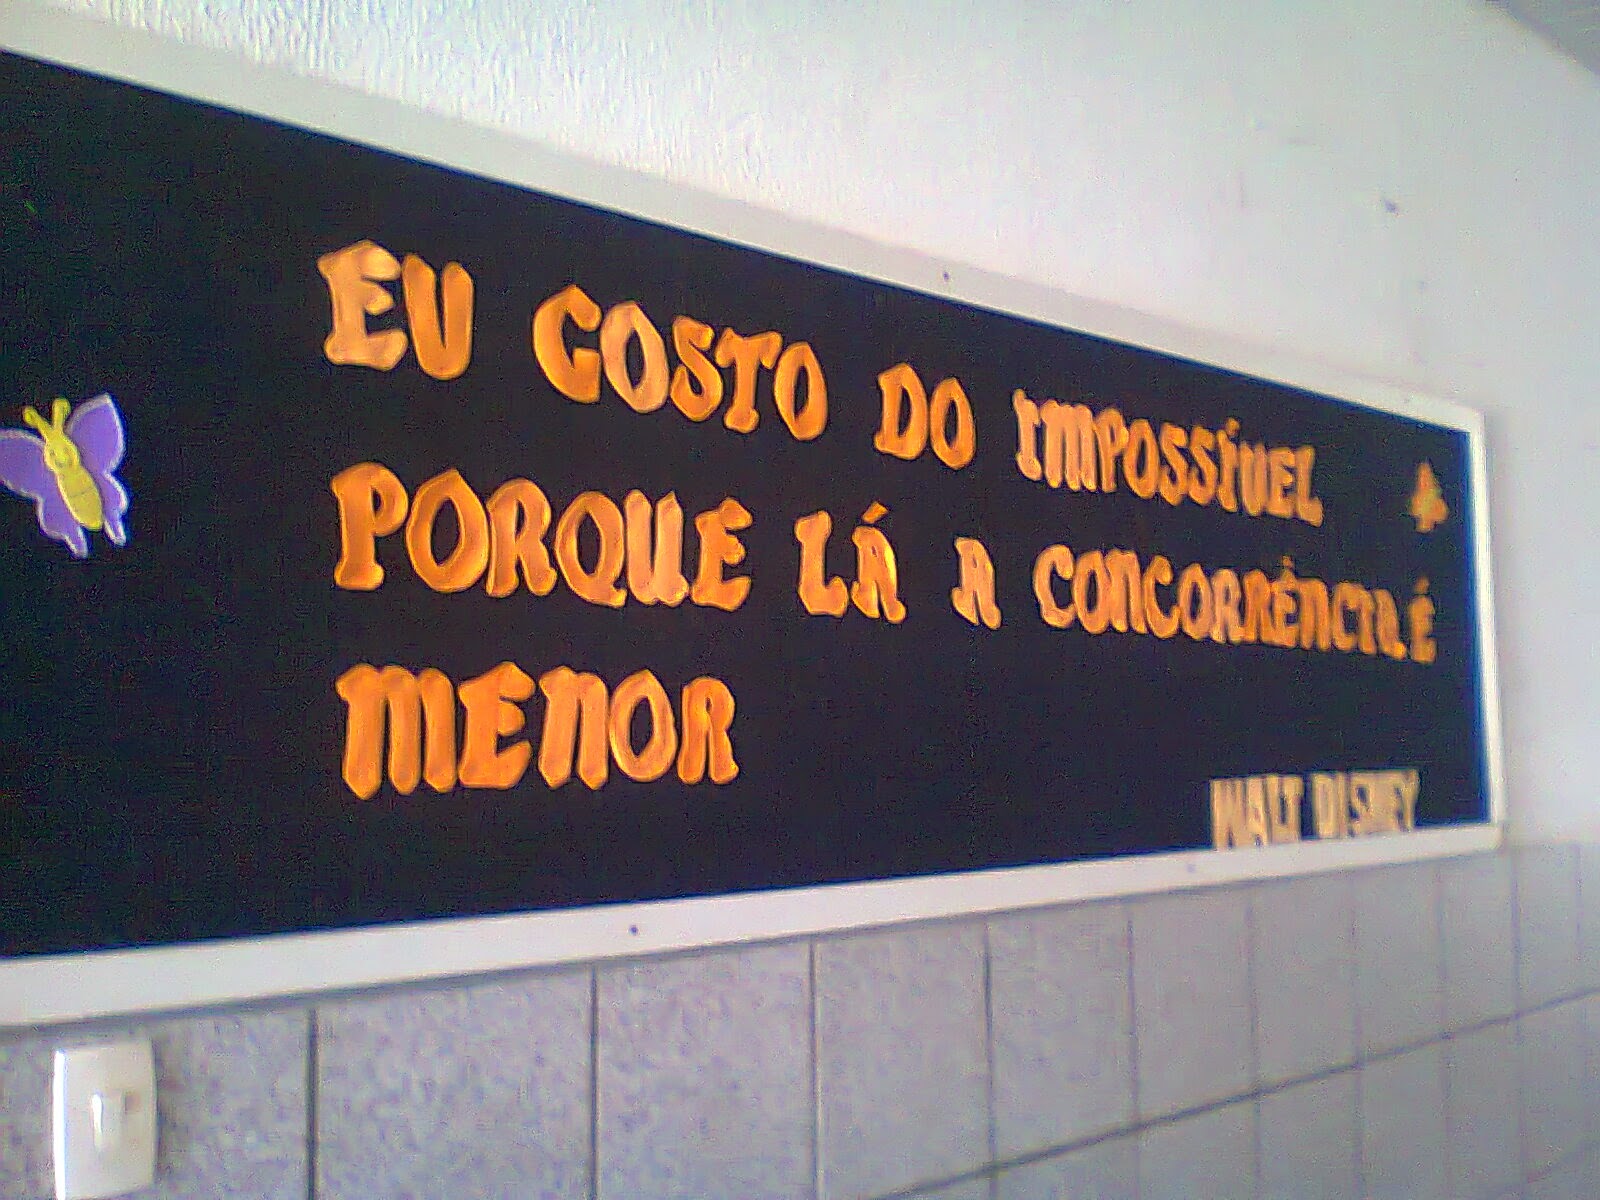 EU GOSTO DO IMPOSSÍVEL
PORQUE LÁ A CONCORRÊNCIA É
MENOR
WALT DISNEY